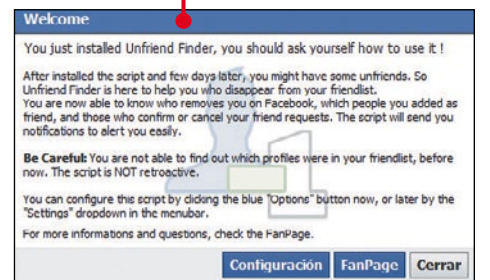 Welcome
You just installed Unfriend Finder, you should ask yourself how to use it !
After installed the script and few days later, you might have some unfriends. So
Unfriend Finder is here to help you who disappear from your friendlist.
You are now able to know who removes you on Facebook, which people you added as
friend, and those who confirm or cancel your friend requests. The script will send you
notifications to alert you easily.
Be Careful: You are not able to find out which profiles were in your friendlist, before
now. The script is NOT retroactive.
You can configure this script by clicking the blue "Options" button now, or later by the
"Settings" dropdown in the menubar.
For more informations and questions, check the FanPage.
Configuración FanPage Cerrar